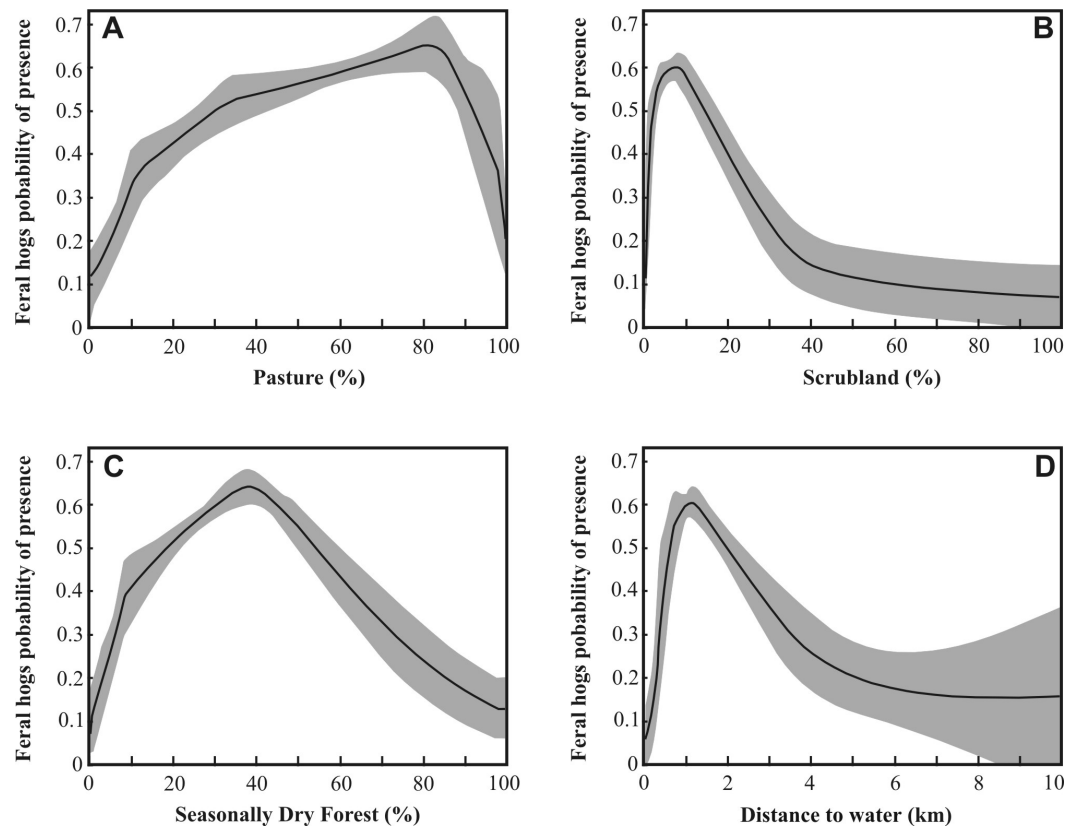 A
Feral hogs pobability of presence
0.7
0.6
0.5
0.4
0.3
0.2
0.1
0
0 20 40 60 80 100
Pasture (%)
B
Feral hogs pobability of presence
0.7
0.6
0.5
0.4
0.3
0.2
0.1
0
0 20 40 60 80 100
Scrubland (%)
C
Feral hogs pobability of presence
0.7
0.6
0.5
0.4
0.3
0.2
0.1
0
0 20 40 60 80 100
Seasonally Dry Forest (%)
D
Feral hogs pobability of presence
0.7
0.6
0.5
0.4
0.3
0.2
0.1
0
0 2 4 6 8 10
Distance to water (km)